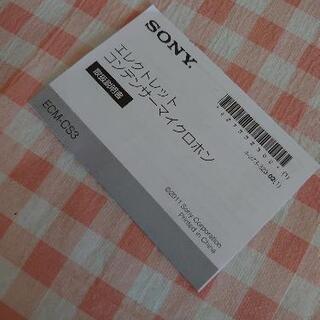 SONY
エレクトレット
コンデンサーマイクロホン
取扱説明書
ECM-CS3
©2011 Sony Corporation
Printed in China